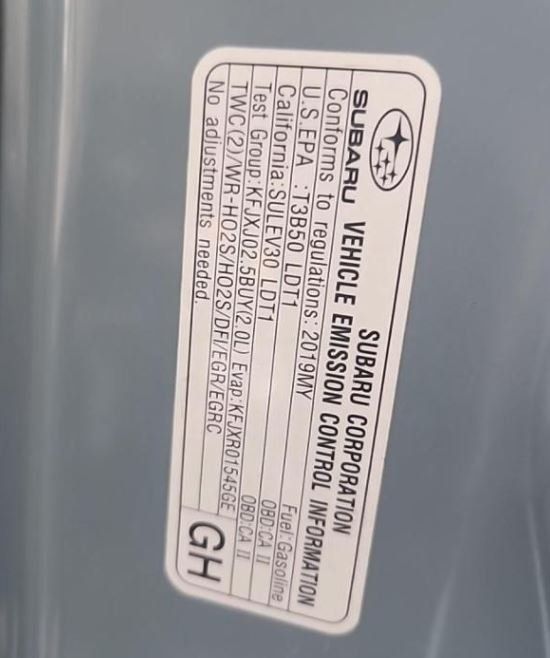 SUBARU CORPORATION
SUBARU VEHICLE EMISSION CONTROL INFORMATION
Conforms to regulations: 2019MY Fuel:Gasoline
U.S.EPA :T3B50 LDT1 OBD:CA II
California:SULEV30 LDT1 OBD:CA II
Test Group:KFJXJ02.5BUY(2.0L) Evap:KFJXR01545GE
TWC(2)/WR-HO2S/HO2S/DFI/EGR/EGRC
No adjustments needed.
GH